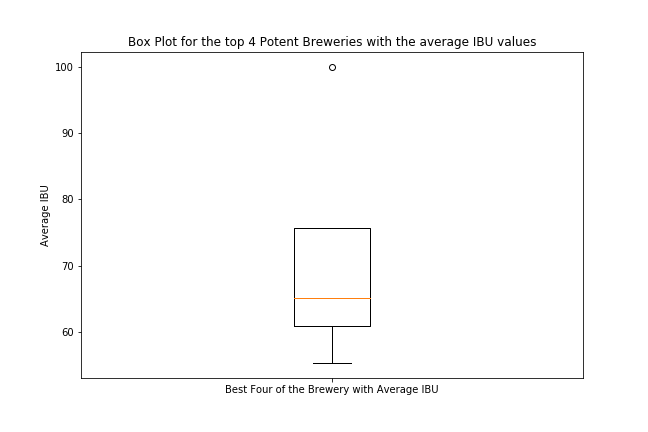 Box Plot for the top 4 Potent Breweries with the average IBU values
100
90
80
70
60
Average IBU
Best Four of the Brewery with Average IBU